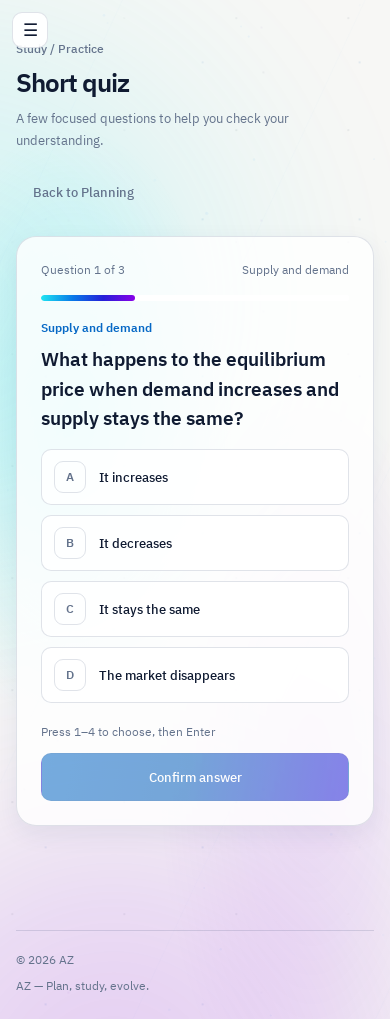 ☰
Study / Practice
Short quiz
A few focused questions to help you check your
understanding.
Back to Planning
Question 1 of 3
Supply and demand
Supply and demand
What happens to the equilibrium
price when demand increases and
supply stays the same?
A
It increases
B
It decreases
C
It stays the same
D
The market disappears
Press 1–4 to choose, then Enter
Confirm answer
© 2026 AZ
AZ — Plan, study, evolve.